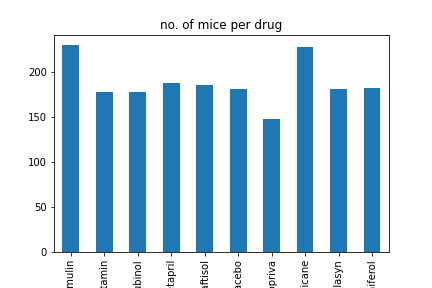 no. of mice per drug
200
150
100
50
0
mulin
tamin
ubinol
tapril
aftisol
acebo
opriva
icane
lasyn
iferol